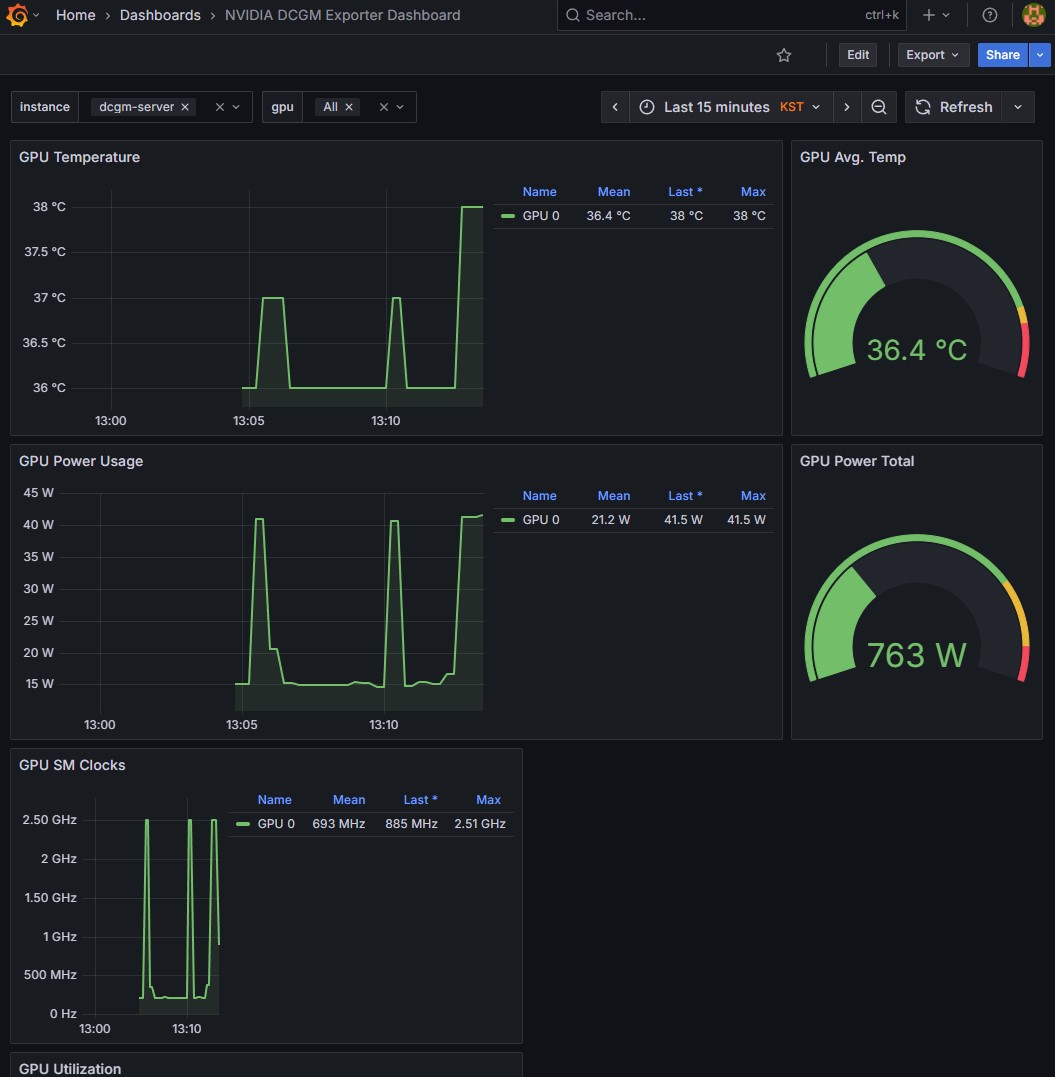 Home › Dashboards › NVIDIA DCGM Exporter Dashboard Search... ctrl+k
Edit Export Share
instance dcgm-server gpu All Last 15 minutes KST Refresh
GPU Temperature
Name Mean Last * Max
GPU 0 36.4 °C 38 °C 38 °C
38 °C
37.5 °C
37 °C
36.5 °C
36 °C
13:00 13:05 13:10
GPU Avg. Temp
36.4 °C
GPU Power Usage
Name Mean Last * Max
GPU 0 21.2 W 41.5 W 41.5 W
45 W
40 W
35 W
30 W
25 W
20 W
15 W
13:00 13:05 13:10
GPU Power Total
763 W
GPU SM Clocks
Name Mean Last * Max
GPU 0 693 MHz 885 MHz 2.51 GHz
2.50 GHz
2 GHz
1.50 GHz
1 GHz
500 MHz
0 Hz
13:00 13:10
GPU Utilization